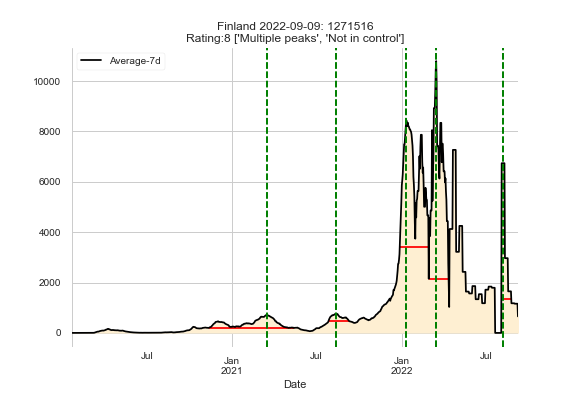 Finland 2022-09-09: 1271516
Rating:8 ['Multiple peaks', 'Not in control']
Average-7d
10000
8000
6000
4000
2000
0
Jul
Jan
2021
Jul
Jan
2022
Jul
Date